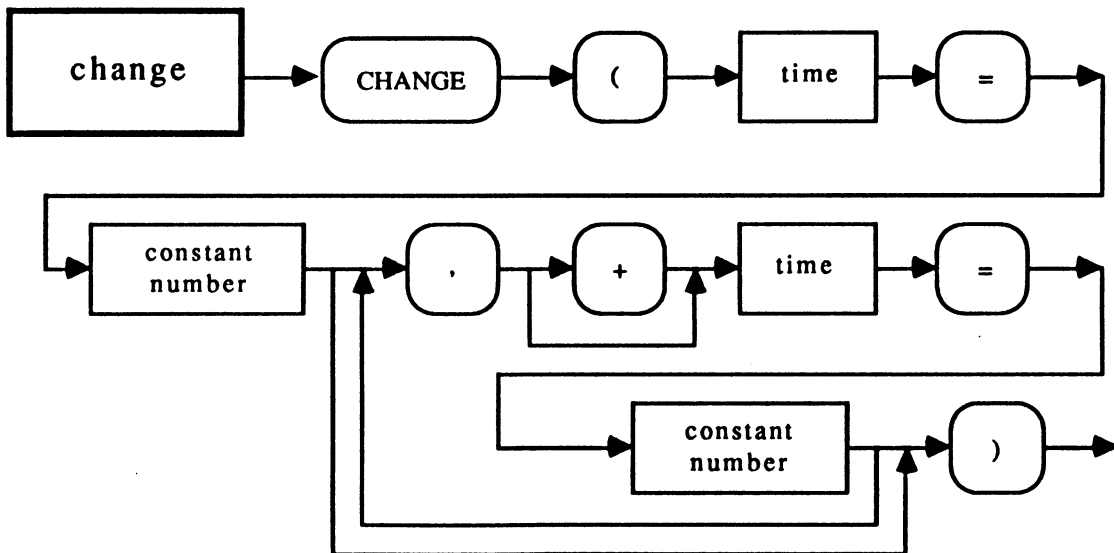 change CHANGE ( time =
constant
number , + time =
constant
number )